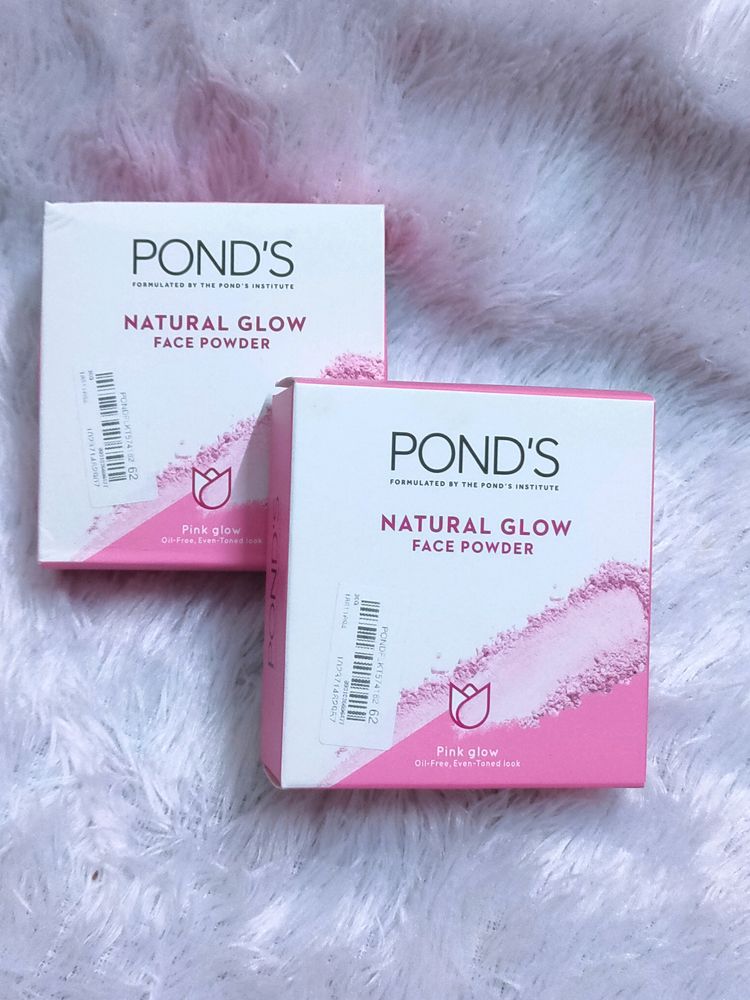 POND'S
FORMULATED BY THE POND'S INSTITUTE
NATURAL GLOW
FACE POWDER
Pink glow
Oil-Free, Even-Toned look
POND'S
FORMULATED BY THE POND'S INSTITUTE
NATURAL GLOW
FACE POWDER
Pink glow
Oil-Free, Even-Toned look
POND'S